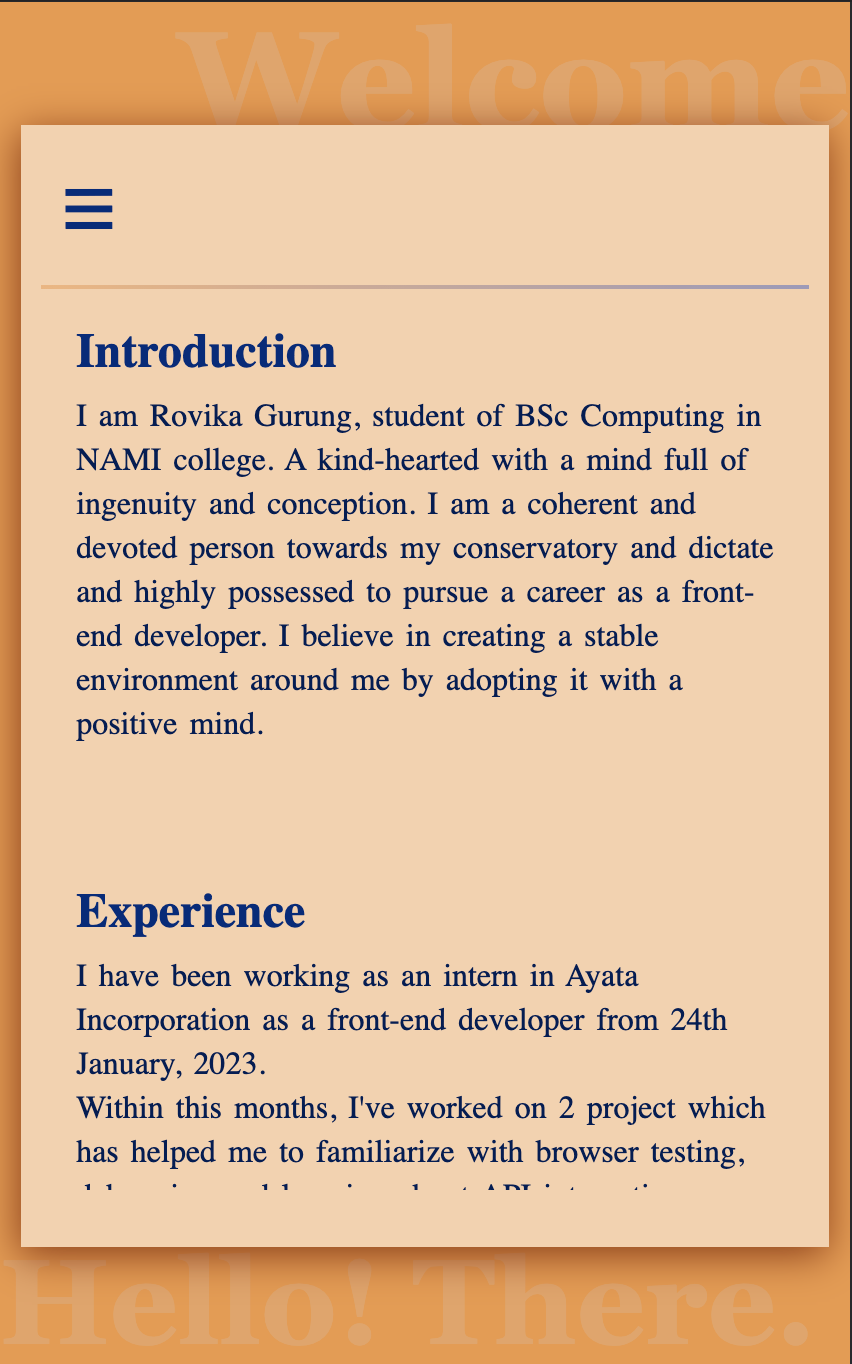 Welcome
Introduction
I am Rovika Gurung, student of BSc Computing in
NAMI college. A kind-hearted with a mind full of
ingenuity and conception. I am a coherent and
devoted person towards my conservatory and dictate
and highly possessed to pursue a career as a front-
end developer. I believe in creating a stable
environment around me by adopting it with a
positive mind.
Experience
I have been working as an intern in Ayata
Incorporation as a front-end developer from 24th
January, 2023.
Within this months, I've worked on 2 project which
has helped me to familiarize with browser testing,
Hello! There.